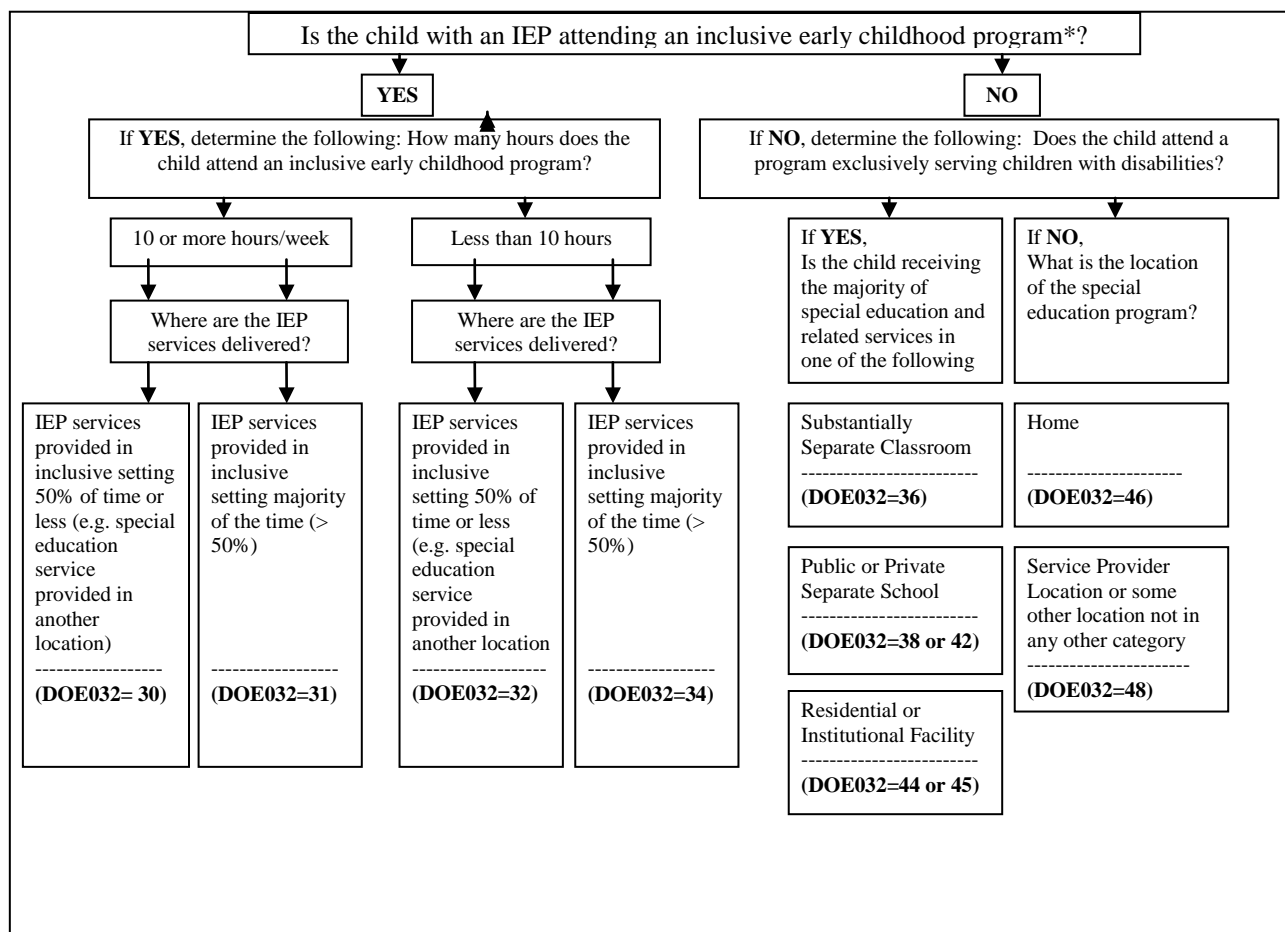 Is the child with an IEP attending an inclusive early childhood program*?
YES
NO
If YES, determine the following: How many hours does the
child attend an inclusive early childhood program?
If NO, determine the following: Does the child attend a
program exclusively serving children with disabilities?
10 or more hours/week
Less than 10 hours
Where are the IEP
services delivered?
Where are the IEP
services delivered?
If YES,
Is the child receiving
the majority of
special education and
related services in
one of the following
If NO,
What is the location
of the special
education program?
IEP services
provided in
inclusive setting
50% of time or
less (e.g. special
education
service
provided in
another
location)
------------------
(DOE032= 30)
IEP services
provided in
inclusive
setting majority
of the time (>
50%)
------------------
(DOE032=31)
IEP services
provided in
inclusive
setting 50% of
time or less
(e.g. special
education
service
provided in
another location
-------------------
(DOE032=32)
IEP services
provided in
inclusive
setting majority
of the time (>
50%)
------------------
(DOE032=34)
Substantially
Separate Classroom
-------------------------
(DOE032=36)
Home
----------------------
(DOE032=46)
Public or Private
Separate School
-------------------------
(DOE032=38 or 42)
Service Provider
Location or some
other location not in
any other category
-----------------------
(DOE032=48)
Residential or
Institutional Facility
-------------------------
(DOE032=44 or 45)